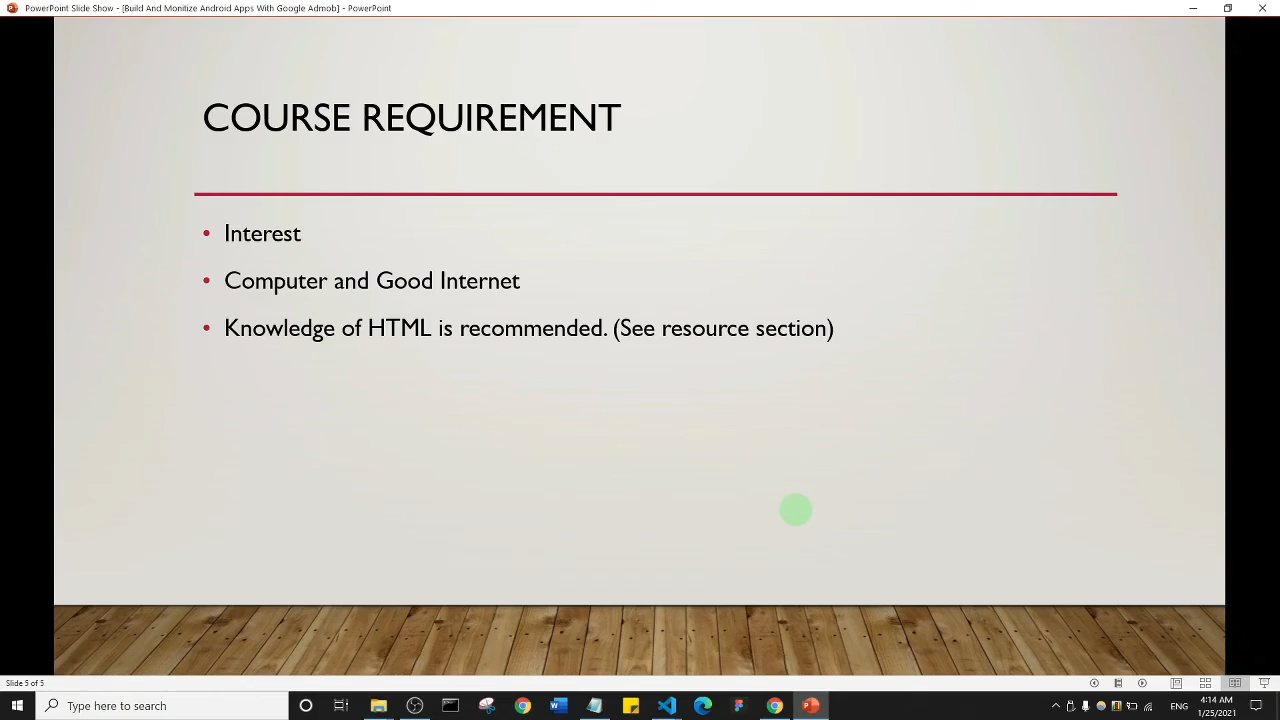 PowerPoint Slide Show - [Build And Monitize Android Apps With Google Admob] - PowerPoint
COURSE REQUIREMENT
• Interest
• Computer and Good Internet
• Knowledge of HTML is recommended. (See resource section)
Slide 5 of 5
Type here to search
ENG
4:14 AM
1/25/2021